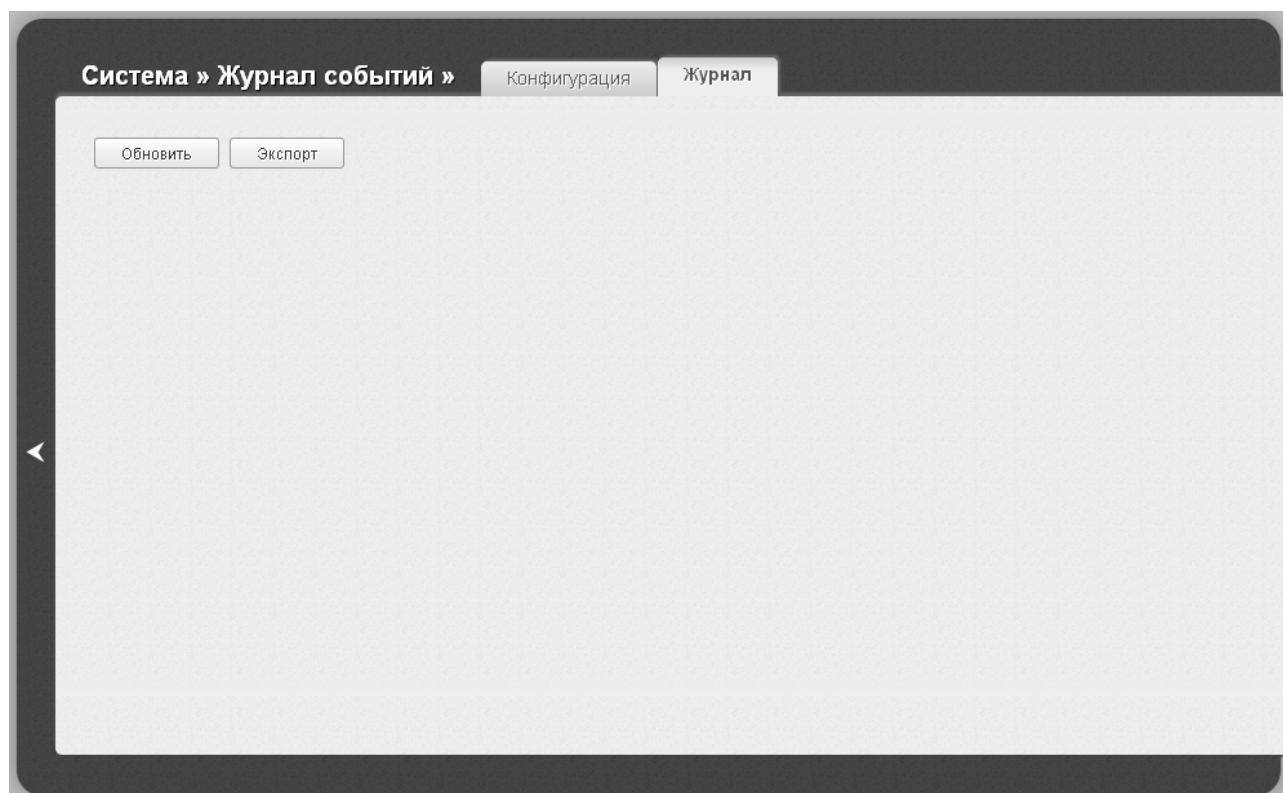 Система » Журнал событий » Конфигурация Журнал
Обновить Экспорт